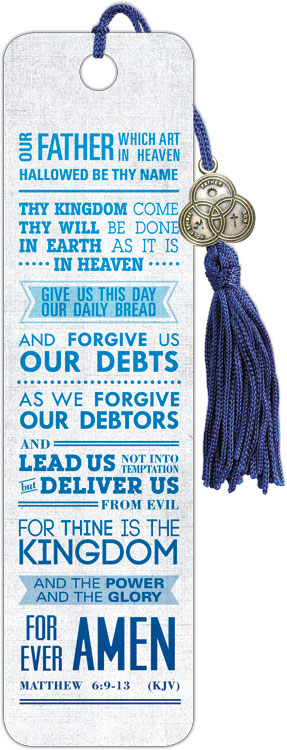 OUR FATHER WHICH ART IN HEAVEN
HALLOWED BE THY NAME
THY KINGDOM COME
THY WILL BE DONE
IN EARTH AS IT IS
IN HEAVEN
GIVE US THIS DAY
OUR DAILY BREAD
AND FORGIVE US
OUR DEBTS
AS WE FORGIVE
OUR DEBTORS
AND
LEAD US NOT INTO TEMPTATION
but DELIVER US
FROM EVIL
FOR THINE IS THE
KINGDOM
AND THE POWER
AND THE GLORY
FOR EVER AMEN
MATTHEW 6:9-13 (KJV)